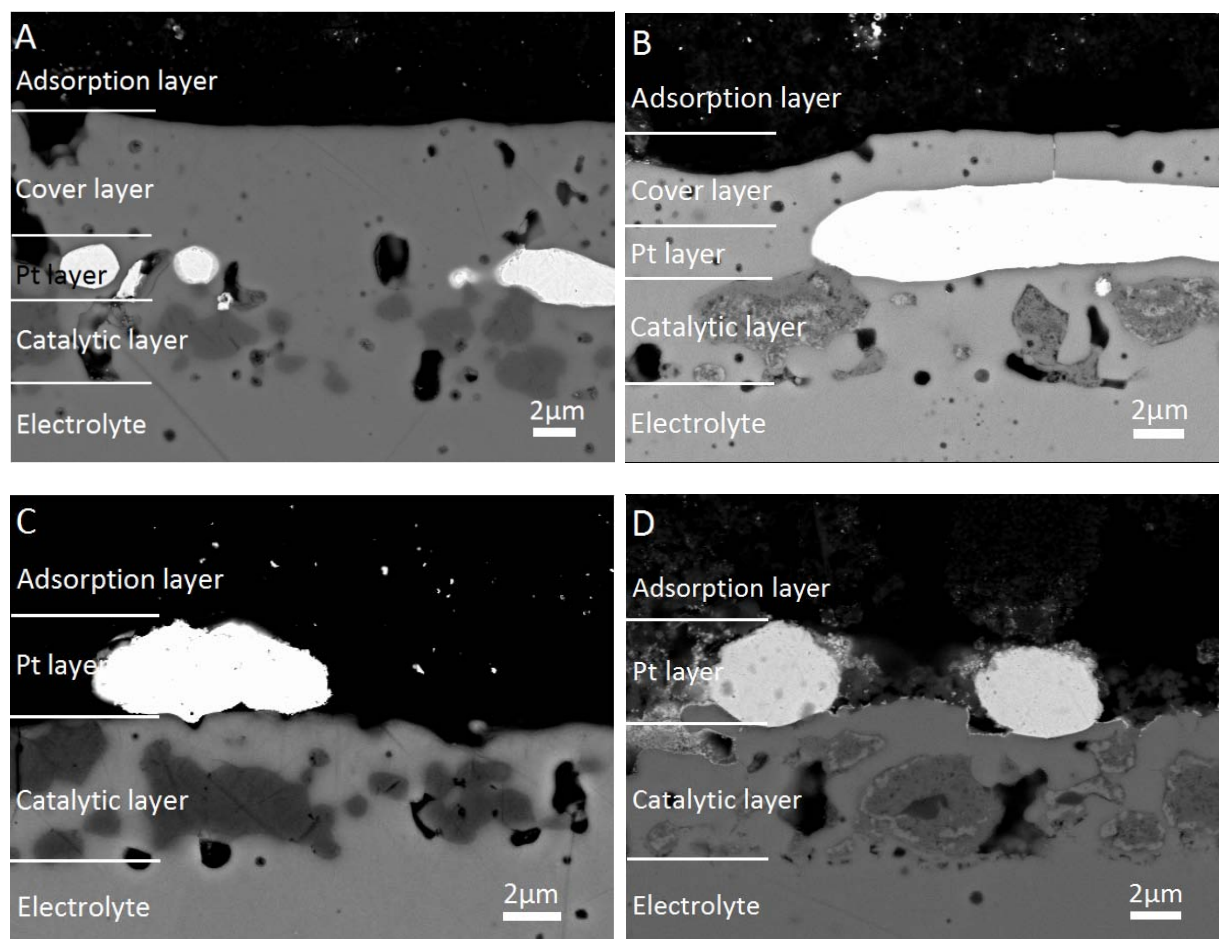 A
Adsorption layer
Cover layer
Pt layer
Catalytic layer
Electrolyte
2µm
B
Adsorption layer
Cover layer
Pt layer
Catalytic layer
Electrolyte
2µm
C
Adsorption layer
Pt layer
Catalytic layer
Electrolyte
2µm
D
Adsorption layer
Pt layer
Catalytic layer
Electrolyte
2µm